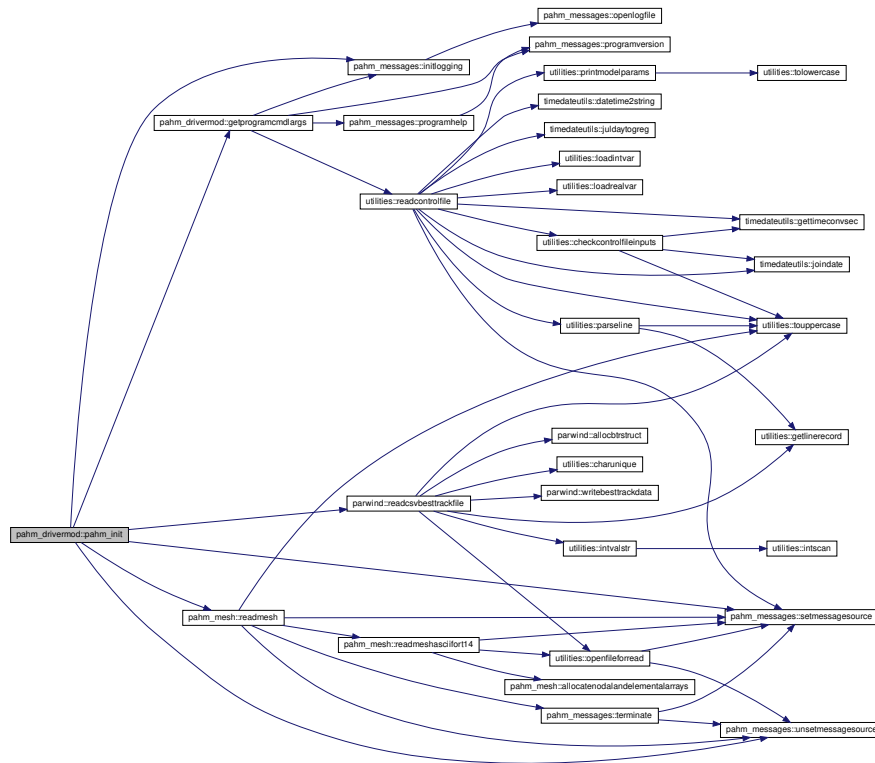 pahm_messages::openlogfile
pahm_messages::programversion
pahm_messages::initlogging
utilities::printmodelparams
utilities::tolowercase
timedateutils::datetime2string
pahm_drivermod::getprogramcmdlargs
pahm_messages::programhelp
timedateutils::juldaytogreg
utilities::loadintvar
utilities::loadrealvar
utilities::readcontrolfile
timedateutils::gettimeconvsec
utilities::checkcontrolfileinputs
timedateutils::joindate
utilities::parseline
utilities::touppercase
parwind::allocbtrstruct
utilities::getlinerecord
utilities::charunique
parwind::writebesttrackdata
parwind::readcsvbesttrackfile
pahm_drivermod::pahm_init
utilities::intvalstr
utilities::intscan
pahm_mesh::readmesh
pahm_messages::setmessagesource
pahm_mesh::readmeshasciifort14
utilities::openfileforread
pahm_mesh::allocatenodalandelementalarrays
pahm_messages::terminate
pahm_messages::unsetmessagesource